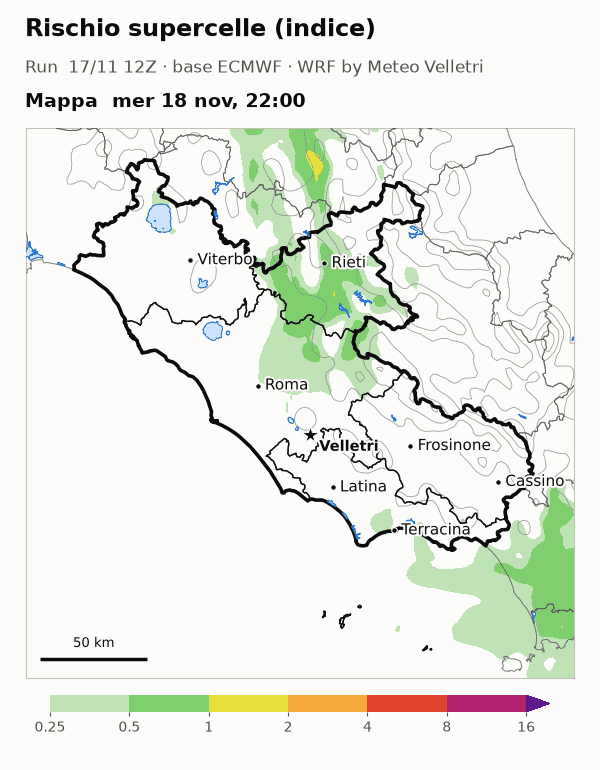 Rischio supercelle (indice)
Run 17/11 12Z · base ECMWF · WRF by Meteo Velletri
Mappa mer 18 nov, 22:00
Viterbo
Rieti
Roma
Velletri
Frosinone
Latina
Cassino
Terracina
50 km
0.25 0.5 1 2 4 8 16